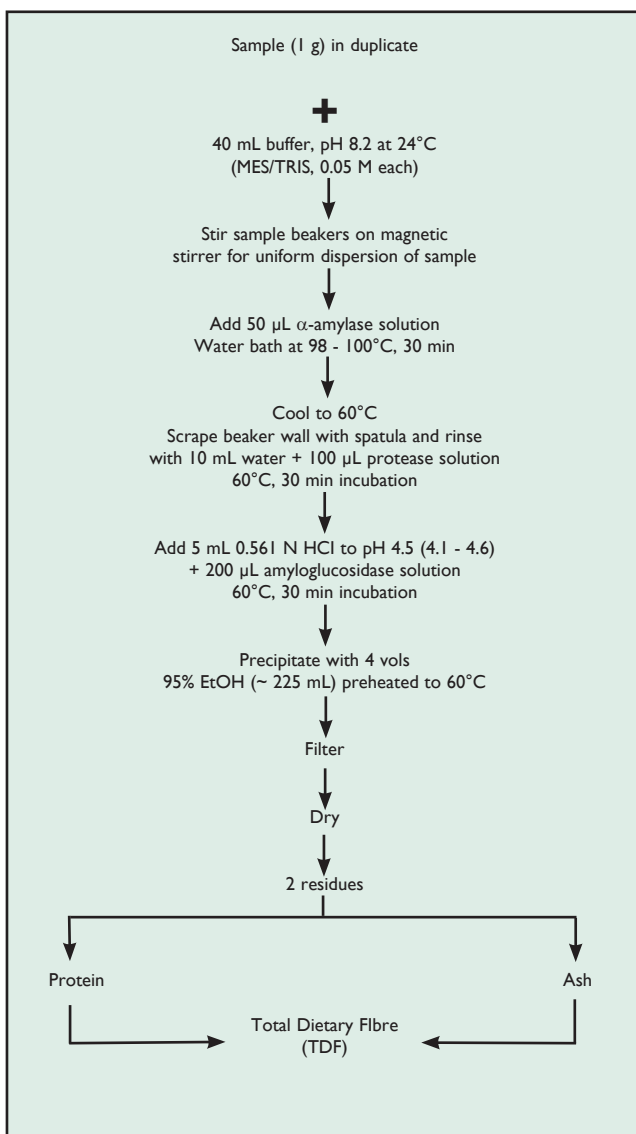 Sample (1 g) in duplicate
+
40 mL buffer, pH 8.2 at 24°C
(MES/TRIS, 0.05 M each)
Stir sample beakers on magnetic
stirrer for uniform dispersion of sample
Add 50 µL α-amylase solution
Water bath at 98 - 100°C, 30 min
Cool to 60°C
Scrape beaker wall with spatula and rinse
with 10 mL water + 100 µL protease solution
60°C, 30 min incubation
Add 5 mL 0.561 N HCl to pH 4.5 (4.1 - 4.6)
+ 200 µL amyloglucosidase solution
60°C, 30 min incubation
Precipitate with 4 vols
95% EtOH (~ 225 mL) preheated to 60°C
Filter
Dry
2 residues
Protein
Ash
Total Dietary FIbre
(TDF)